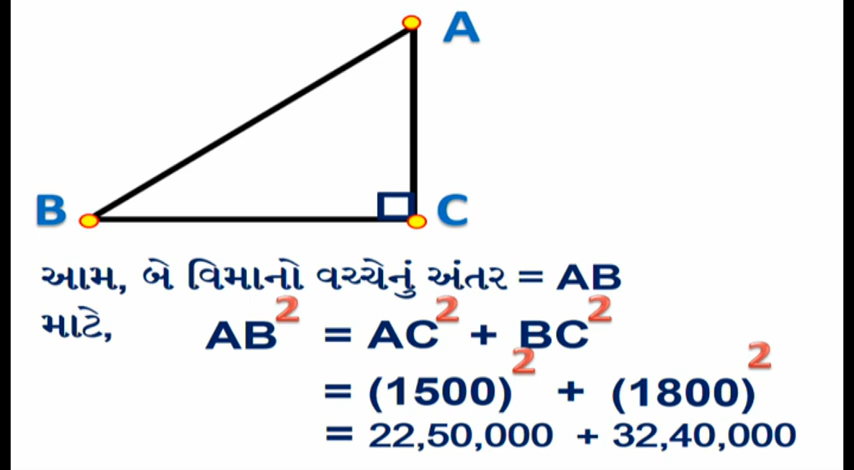 A
B
C
આમ, બે વિમાનો વચ્ચેનું અંતર = AB
માટે, AB² = AC² + BC²
= (1500)² + (1800)²
= 22,50,000 + 32,40,000